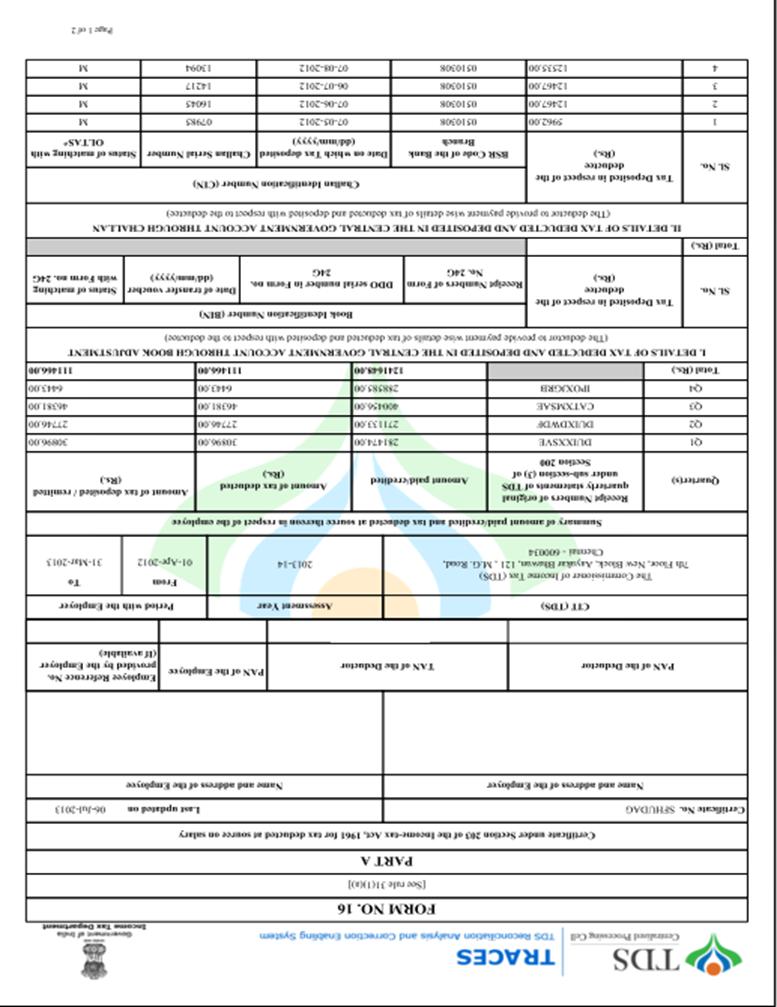 TDS
Centralized Processing Cell
TRACES
TDS Reconciliation Analysis and Correction Enabling System
Government of India
Income Tax Department
FORM NO. 16
[See rule 31(1)(a)]
PART A
Certificate under Section 203 of the Income-tax Act, 1961 for tax deducted at source on salary
Certificate No. SFHUDAG Last updated on 06-Jul-2013
Name and address of the Employer Name and address of the Employee
PAN of the Deductor TAN of the Deductor PAN of the Employee Employee Reference No. provided by the Employer (If available)
CIT (TDS) Assessment Year Period with the Employer
The Commissioner of Income Tax (TDS)
7th Floor, New Block, Aayakar Bhawan, 121 , M.G. Road,
Chennai - 600034
2013-14
From To
01-Apr-2012 31-Mar-2013
Summary of amount paid/credited and tax deducted at source thereon in respect of the employee
Quarter(s) Receipt Numbers of original quarterly statements of TDS under sub-section (3) of Section 200 Amount paid/credited Amount of tax deducted (Rs.) Amount of tax deposited / remitted (Rs.)
Q1 DUIXXSVE 281474.00 30896.00 30896.00
Q2 DUIXDWDF 271133.00 27746.00 27746.00
Q3 CATXMSAE 400456.00 46381.00 46381.00
Q4 IPOJXGRB 288585.00 6443.00 6443.00
Total (Rs.) 1241648.00 111466.00 111466.00
I. DETAILS OF TAX DEDUCTED AND DEPOSITED IN THE CENTRAL GOVERNMENT ACCOUNT THROUGH BOOK ADJUSTMENT
(The deductor to provide payment wise details of tax deducted and deposited with respect to the deductee)
Sl. No. Tax Deposited in respect of the deductee (Rs.) Book Identification Number (BIN)
Receipt Numbers of Form No. 24G DDO serial number in Form no. 24G Date of transfer voucher (dd/mm/yyyy) Status of matching with Form no. 24G
Total (Rs.)
II. DETAILS OF TAX DEDUCTED AND DEPOSITED IN THE CENTRAL GOVERNMENT ACCOUNT THROUGH CHALLAN
(The deductor to provide payment wise details of tax deducted and deposited with respect to the deductee)
Sl. No. Tax Deposited in respect of the deductee (Rs.) Challan Identification Number (CIN)
BSR Code of the Bank Branch Date on which Tax deposited (dd/mm/yyyy) Challan Serial Number Status of matching with OLTAS*
1 5962.00 0510308 07-05-2012 07985 M
2 12467.00 0510308 07-06-2012 16045 M
3 12467.00 0510308 06-07-2012 14217 M
4 12535.00 0510308 07-08-2012 13094 M
Page 1 of 2